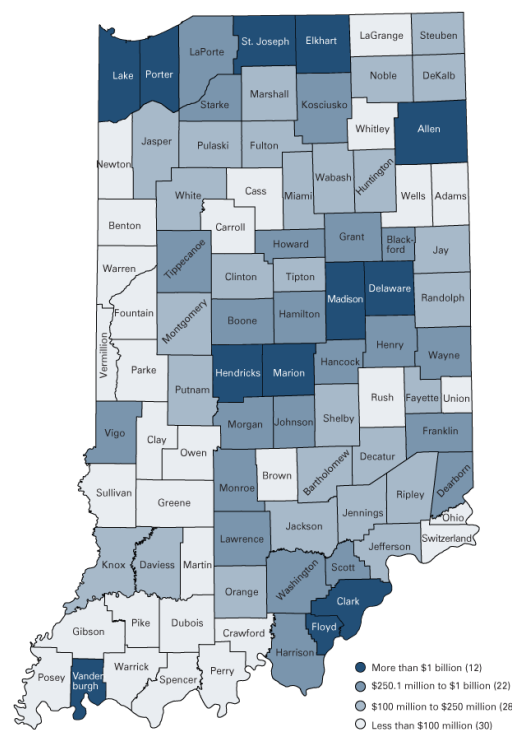 LaGrange
Steuben
St. Joseph
Elkhart
LaPorte
Lake
Porter
Noble
DeKalb
Marshall
Starke
Kosciusko
Whitley
Allen
Jasper
Pulaski
Fulton
Newton
Wabash
Huntington
White
Cass
Miami
Wells
Adams
Benton
Carroll
Grant
Black-
ford
Howard
Jay
Warren
Tippecanoe
Clinton
Tipton
Madison
Delaware
Randolph
Fountain
Montgomery
Boone
Hamilton
Henry
Wayne
Vermillion
Parke
Hendricks
Marion
Hancock
Putnam
Rush
Fayette
Union
Vigo
Clay
Morgan
Johnson
Shelby
Franklin
Owen
Decatur
Brown
Bartholomew
Dearborn
Monroe
Sullivan
Greene
Ripley
Jennings
Ohio
Jackson
Switzerland
Lawrence
Jefferson
Knox
Daviess
Martin
Washington
Scott
Orange
Clark
Pike
Dubois
Gibson
Floyd
Crawford
Harrison
Posey
Vander
burgh
Warrick
Spencer
Perry
More than $1 billion (12)
$250.1 million to $1 billion (22)
$100 million to $250 million (28
Less than $100 million (30)